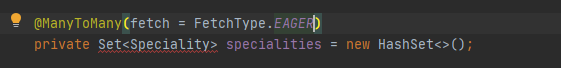 @ManyToMany(fetch = FetchType.EAGER)
private Set<Speciality> specialities = new HashSet<>();